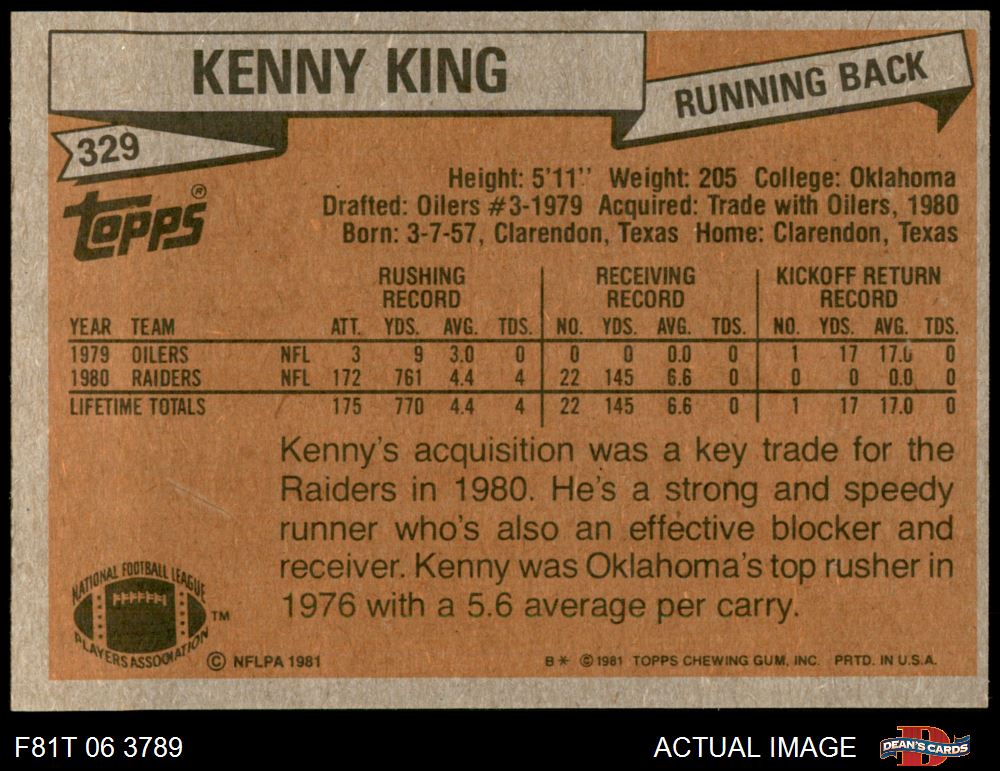 KENNY KING
RUNNING BACK
329
topps®
Height: 5'11'' Weight: 205 College: Oklahoma
Drafted: Oilers #3-1979 Acquired: Trade with Oilers, 1980
Born: 3-7-57, Clarendon, Texas Home: Clarendon, Texas
RUSHING RECEIVING KICKOFF RETURN
RECORD RECORD RECORD
YEAR TEAM ATT. YDS. AVG. TDS. NO. YDS. AVG. TDS. NO. YDS. AVG. TDS.
1979 OILERS NFL 3 9 3.0 0 0 0 0.0 0 1 17 17.0 0
1980 RAIDERS NFL 172 761 4.4 4 22 145 6.6 0 0 0 0.0 0
LIFETIME TOTALS 175 770 4.4 4 22 145 6.6 0 1 17 17.0 0
Kenny's acquisition was a key trade for the
Raiders in 1980. He's a strong and speedy
runner who's also an effective blocker and
receiver. Kenny was Oklahoma's top rusher in
1976 with a 5.6 average per carry.
NATIONAL FOOTBALL LEAGUE
PLAYERS ASSOCIATION
TM
© NFLPA 1981
B* © 1981 TOPPS CHEWING GUM, INC. PRTD. IN U.S.A.
F81T 06 3789
ACTUAL IMAGE
D
DEAN'S CARDS